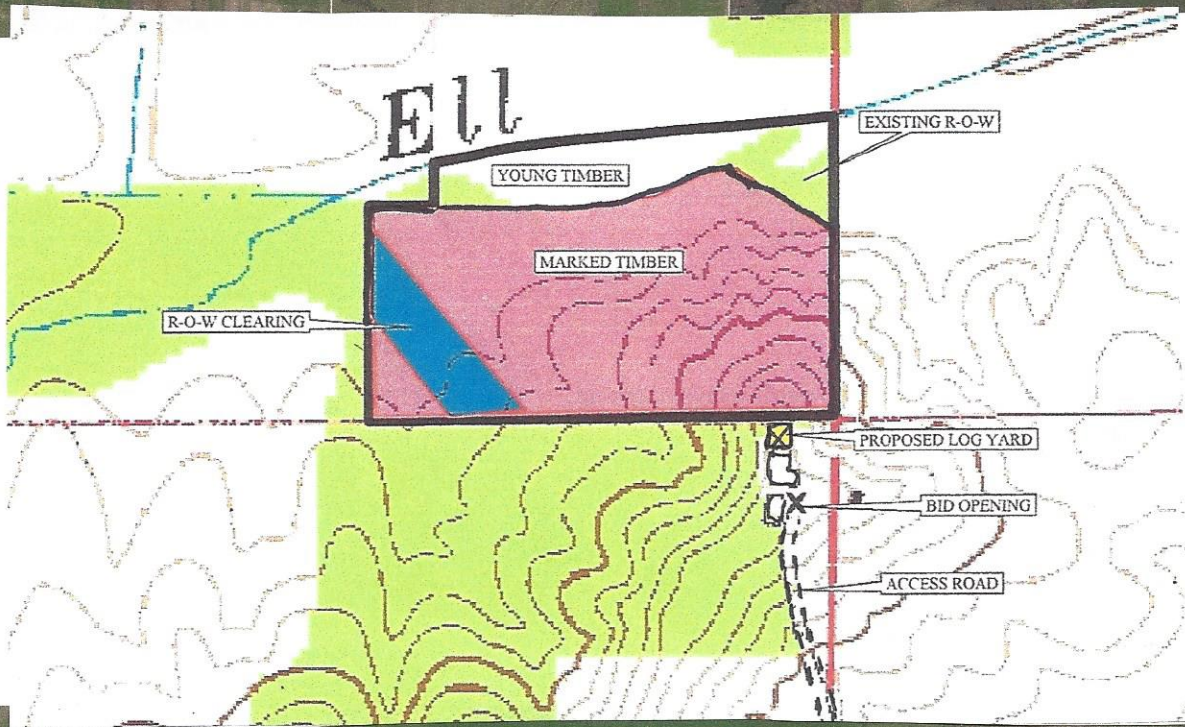 Ell
EXISTING R-O-W
YOUNG TIMBER
MARKED TIMBER
R-O-W CLEARING
PROPOSED LOG YARD
BID OPENING
ACCESS ROAD